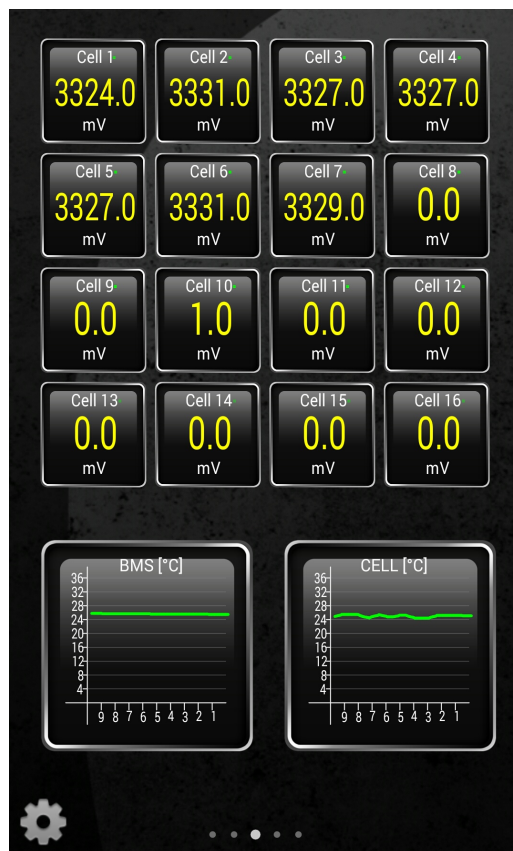 Cell 1 Cell 2 Cell 3 Cell 4
3324.0 3331.0 3327.0 3327.0
mV mV mV mV
Cell 5 Cell 6 Cell 7 Cell 8
3327.0 3331.0 3329.0 0.0
mV mV mV mV
Cell 9 Cell 10 Cell 11 Cell 12
0.0 1.0 0.0 0.0
mV mV mV mV
Cell 13 Cell 14 Cell 15 Cell 16
0.0 0.0 0.0 0.0
mV mV mV mV
BMS [°C]
36
32
28
24
20
16
12
8
4
9 8 7 6 5 4 3 2 1
CELL [°C]
36
32
28
24
20
16
12
8
4
9 8 7 6 5 4 3 2 1